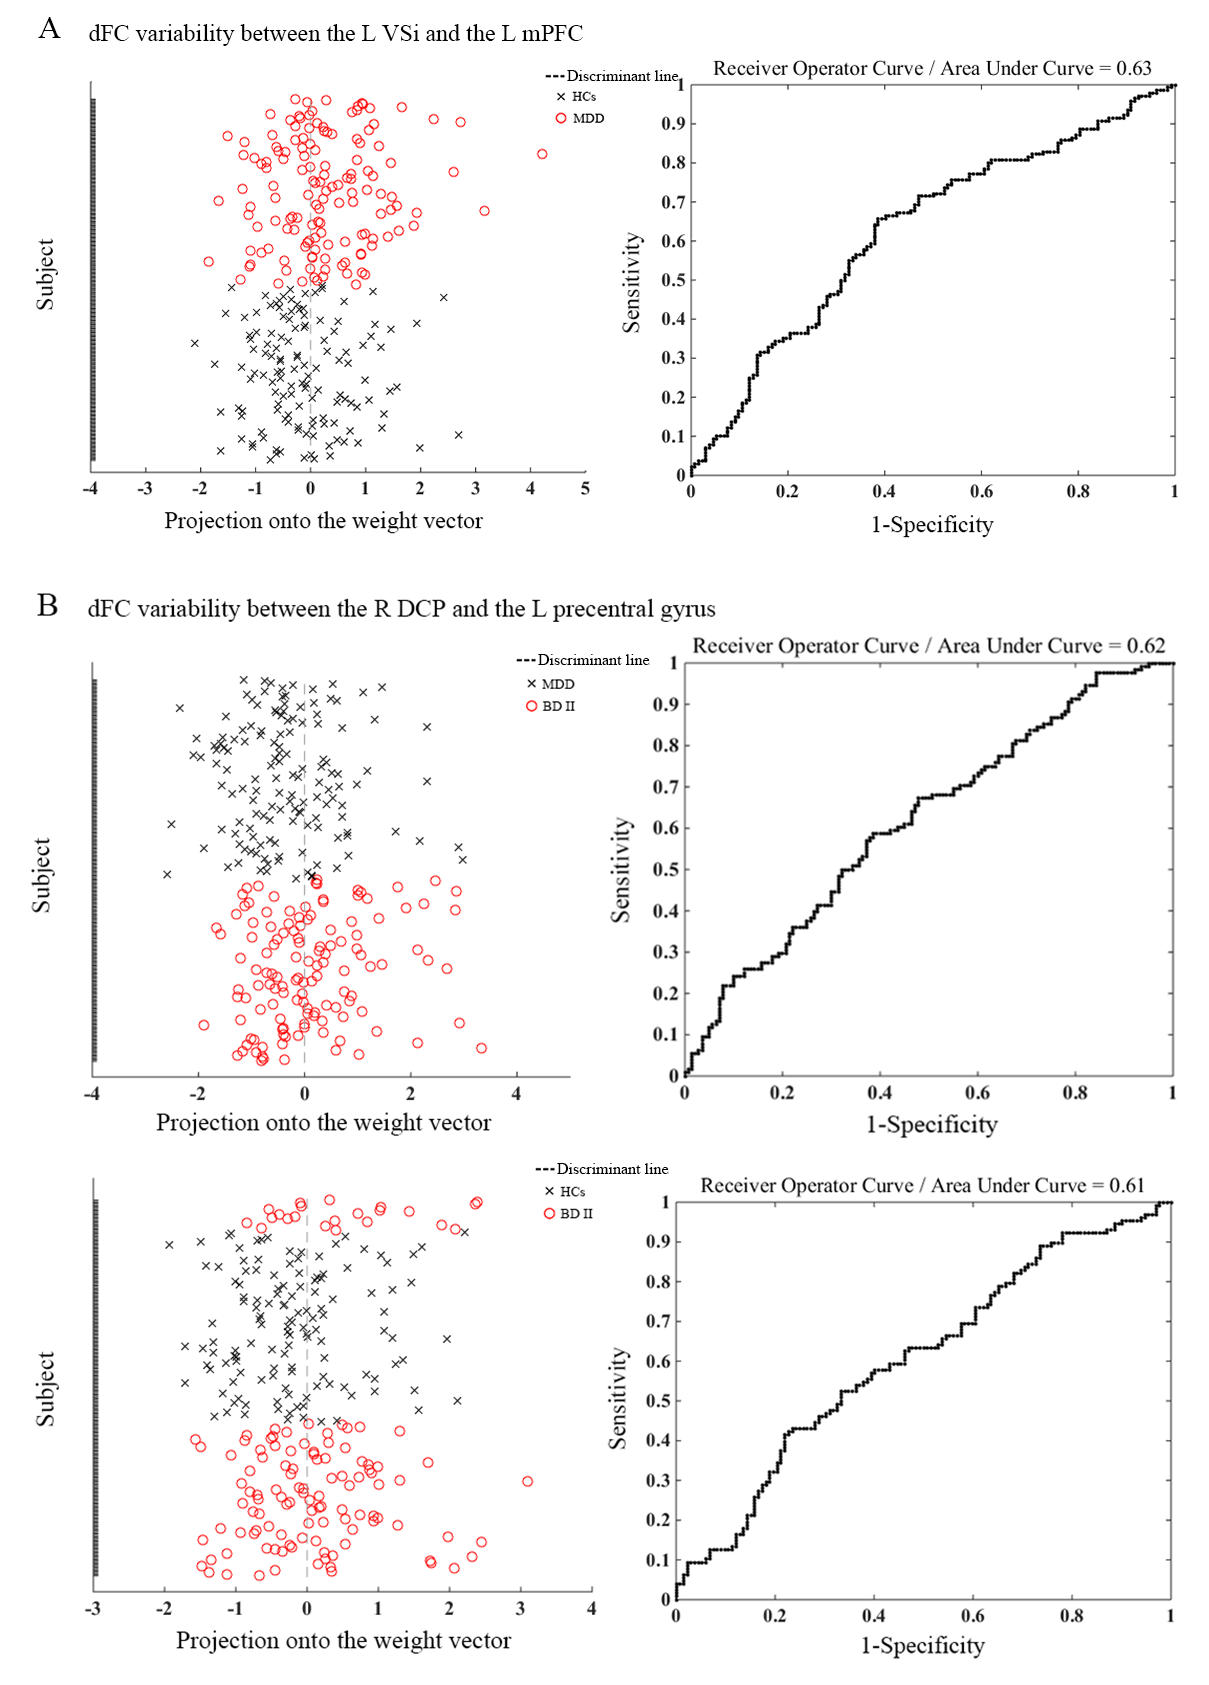 A dFC variability between the L VSi and the L mPFC
Discriminant line
HCs
MDD
Subject
-4 -3 -2 -1 0 1 2 3 4 5
Projection onto the weight vector
Receiver Operator Curve / Area Under Curve = 0.63
1
0.9
0.8
0.7
0.6
0.5
0.4
0.3
0.2
0.1
0
Sensitivity
0 0.2 0.4 0.6 0.8 1
1-Specificity
B dFC variability between the R DCP and the L precentral gyrus
Discriminant line
MDD
BD II
Subject
-4 -2 0 2 4
Projection onto the weight vector
Receiver Operator Curve / Area Under Curve = 0.62
1
0.9
0.8
0.7
0.6
0.5
0.4
0.3
0.2
0.1
0
Sensitivity
0 0.2 0.4 0.6 0.8 1
1-Specificity
Discriminant line
HCs
BD II
Subject
-3 -2 -1 0 1 2 3 4
Projection onto the weight vector
Receiver Operator Curve / Area Under Curve = 0.61
1
0.9
0.8
0.7
0.6
0.5
0.4
0.3
0.2
0.1
0
Sensitivity
0 0.2 0.4 0.6 0.8 1
1-Specificity